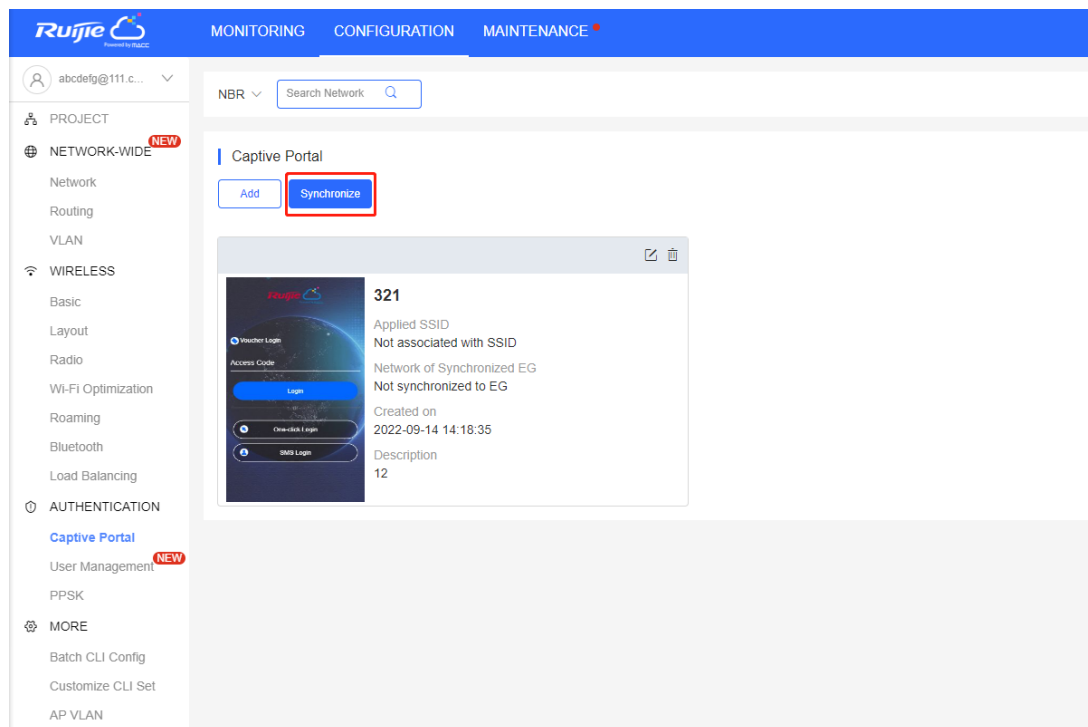 Ruijie
Powered by MACC
MONITORING
CONFIGURATION
MAINTENANCE
abcdefg@111.c...
NBR
Search Network
PROJECT
NETWORK-WIDE
NEW
Network
Routing
VLAN
WIRELESS
Basic
Layout
Radio
Wi-Fi Optimization
Roaming
Bluetooth
Load Balancing
AUTHENTICATION
Captive Portal
User Management
NEW
PPSK
MORE
Batch CLI Config
Customize CLI Set
AP VLAN
Captive Portal
Add
Synchronize
Ruijie
Voucher Login
Access Code
Login
One-click Login
SMS Login
321
Applied SSID
Not associated with SSID
Network of Synchronized EG
Not synchronized to EG
Created on
2022-09-14 14:18:35
Description
12